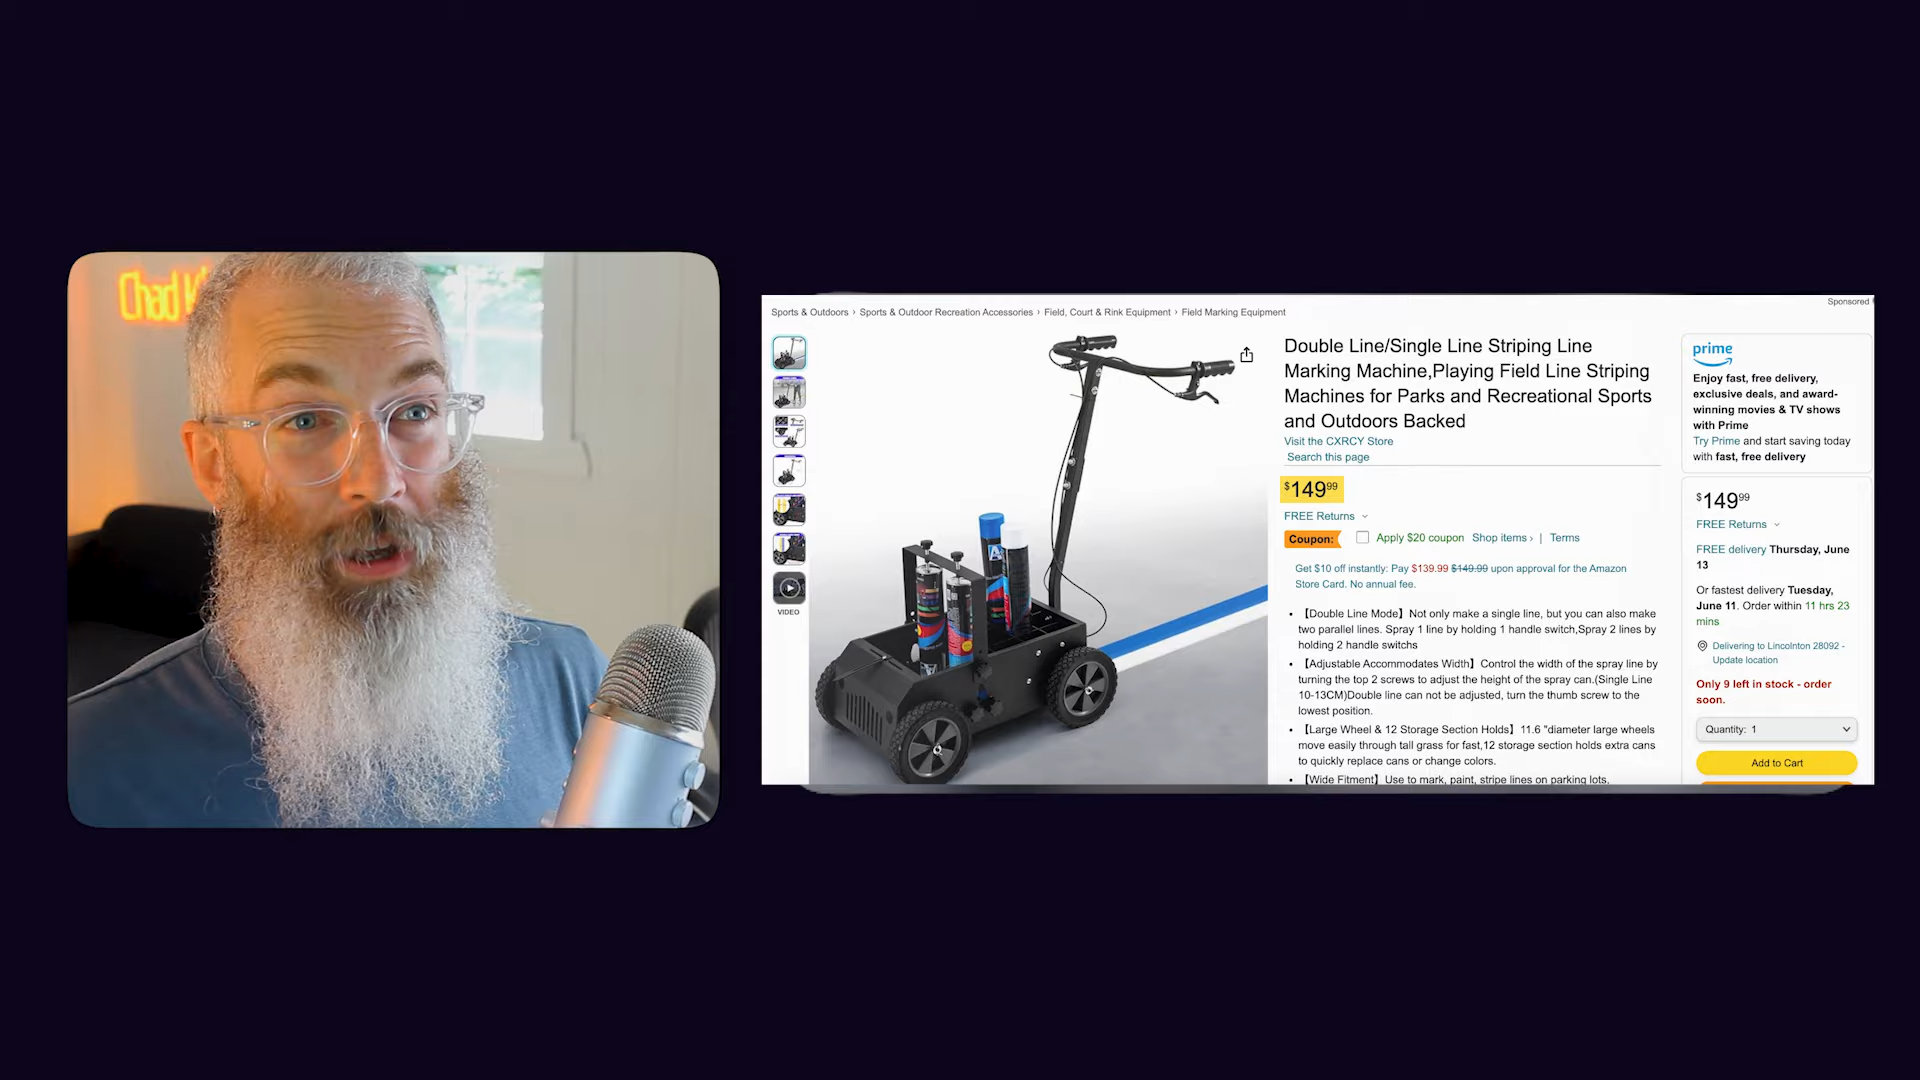 Chad
Sponsored
Sports & Outdoors › Sports & Outdoor Recreation Accessories › Field, Court & Rink Equipment › Field Marking Equipment
Double Line/Single Line Striping Line
Marking Machine,Playing Field Line Striping
Machines for Parks and Recreational Sports
and Outdoors Backed
Visit the CXRCY Store
Search this page
$149.99
FREE Returns
Coupon: Apply $20 coupon Shop items › | Terms
Get $10 off instantly: Pay $139.99 $149.99 upon approval for the Amazon
Store Card. No annual fee.
• 【Double Line Mode】Not only make a single line, but you can also make
two parallel lines. Spray 1 line by holding 1 handle switch,Spray 2 lines by
holding 2 handle switchs
• 【Adjustable Accommodates Width】Control the width of the spray line by
turning the top 2 screws to adjust the height of the spray can.(Single Line
10-13CM)Double line can not be adjusted, turn the thumb screw to the
lowest position.
• 【Large Wheel & 12 Storage Section Holds】11.6 "diameter large wheels
move easily through tall grass for fast,12 storage section holds extra cans
to quickly replace cans or change colors.
• 【Wide Fitment】Use to mark, paint, stripe lines on parking lots,
VIDEO
prime
Enjoy fast, free delivery,
exclusive deals, and award-
winning movies & TV shows
with Prime
Try Prime and start saving today
with fast, free delivery
$149.99
FREE Returns
FREE delivery Thursday, June
13
Or fastest delivery Tuesday,
June 11. Order within 11 hrs 23
mins
Delivering to Lincolnton 28092 -
Update location
Only 9 left in stock - order
soon.
Quantity: 1
Add to Cart